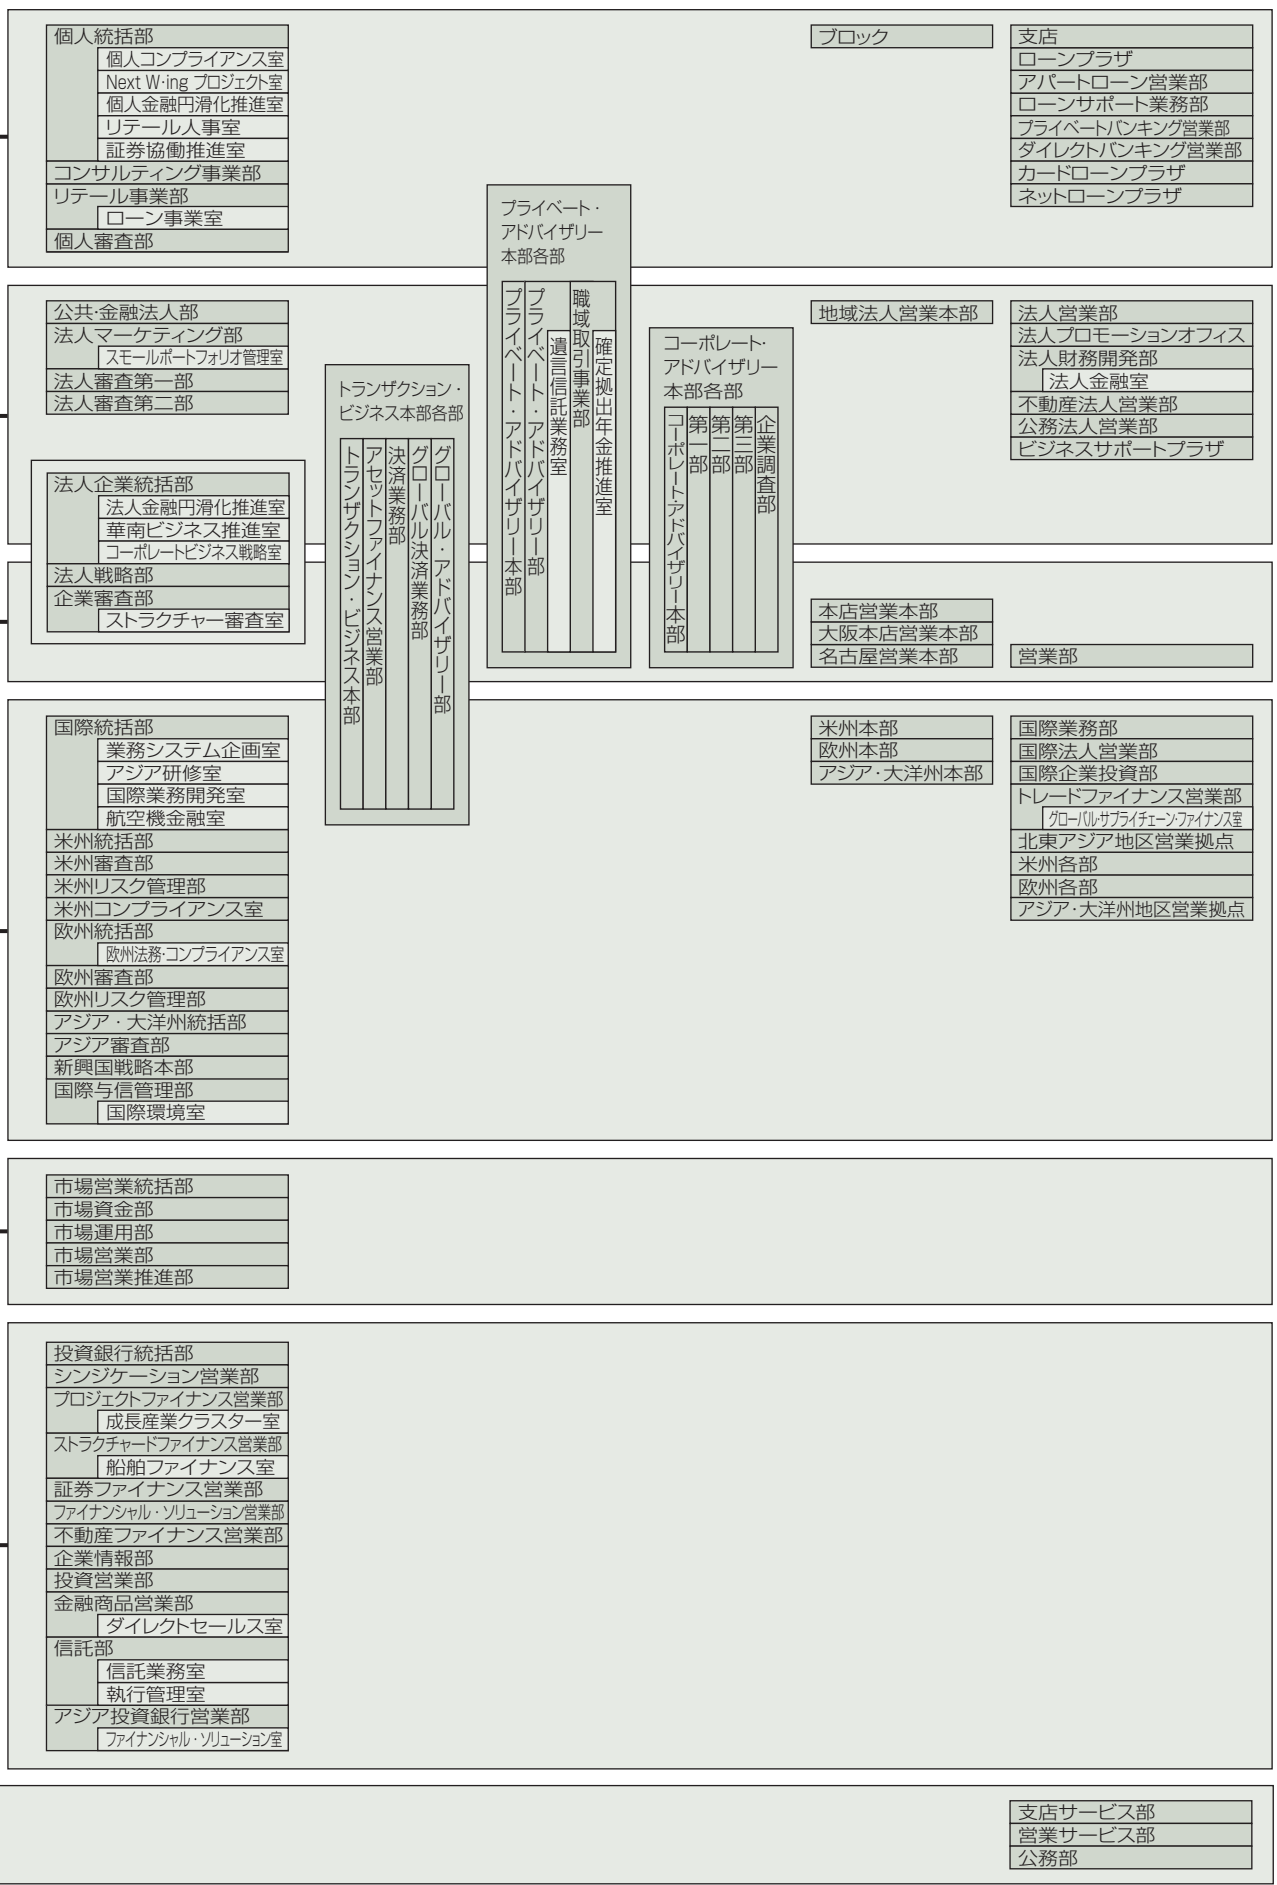 個人統括部
個人コンプライアンス室
Next W·ing プロジェクト室
個人金融円滑化推進室
リテール人事室
証券協働推進室
コンサルティング事業部
リテール事業部
ローン事業室
個人審査部
ブロック
支店
ローンプラザ
アパートローン営業部
ローンサポート業務部
プライベートバンキング営業部
ダイレクトバンキング営業部
カードローンプラザ
ネットローンプラザ
プライベート・
アドバイザリー
本部各部
プライベート・アドバイザリー本部
プライベート・アドバイザリー部
遺言信託業務室
職域取引事業部
確定拠出年金推進室
公共・金融法人部
法人マーケティング部
スモールポートフォリオ管理室
法人審査第一部
法人審査第二部
法人企業統括部
法人金融円滑化推進室
華南ビジネス推進室
コーポレートビジネス戦略室
法人戦略部
企業審査部
ストラクチャー審査室
トランザクション・
ビジネス本部各部
トランザクション・ビジネス本部
アセットファイナンス営業部
決済業務部
グローバル決済業務部
グローバル・アドバイザリー部
コーポレート・
アドバイザリー
本部各部
コーポレート・アドバイザリー本部
第一部
第二部
第三部
企業調査部
地域法人営業本部
法人営業部
法人プロモーションオフィス
法人財務開発部
法人金融室
不動産法人営業部
公務法人営業部
ビジネスサポートプラザ
本店営業本部
大阪本店営業本部
名古屋営業本部
営業部
国際統括部
業務システム企画室
アジア研修室
国際業務開発室
航空機金融室
米州統括部
米州審査部
米州リスク管理部
米州コンプライアンス室
欧州統括部
欧州法務・コンプライアンス室
欧州審査部
欧州リスク管理部
アジア・大洋州統括部
アジア審査部
新興国戦略本部
国際与信管理部
国際環境室
米州本部
欧州本部
アジア・大洋州本部
国際業務部
国際法人営業部
国際企業投資部
トレードファイナンス営業部
グローバル・サプライチェーン・ファイナンス室
北東アジア地区営業拠点
米州各部
欧州各部
アジア・大洋州地区営業拠点
市場営業統括部
市場資金部
市場運用部
市場営業部
市場営業推進部
投資銀行統括部
シンジケーション営業部
プロジェクトファイナンス営業部
成長産業クラスター室
ストラクチャードファイナンス営業部
船舶ファイナンス室
証券ファイナンス営業部
ファイナンシャル・ソリューション営業部
不動産ファイナンス営業部
企業情報部
投資営業部
金融商品営業部
ダイレクトセールス室
信託部
信託業務室
執行管理室
アジア投資銀行営業部
ファイナンシャル・ソリューション室
支店サービス部
営業サービス部
公務部